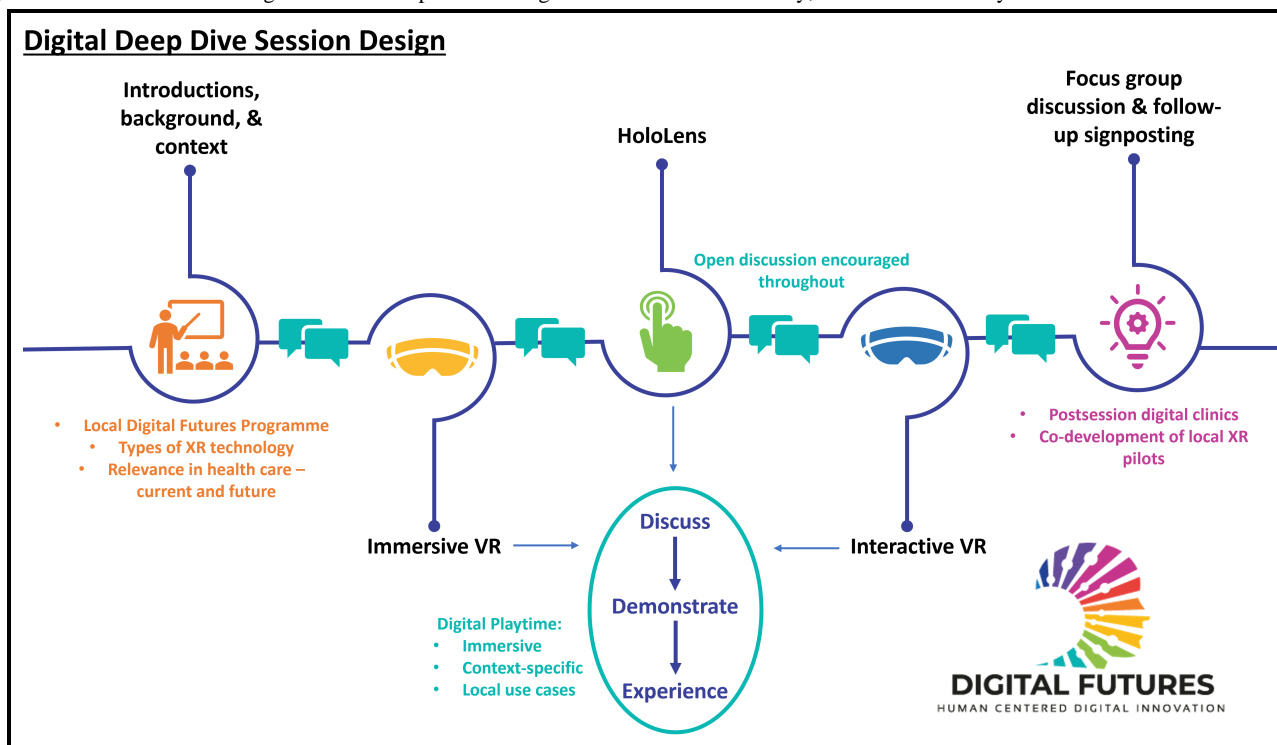 Digital Deep Dive Session Design
Introductions,
background, &
context
HoloLens
Focus group
discussion & follow-
up signposting
Open discussion encouraged
throughout
• Local Digital Futures Programme
• Types of XR technology
• Relevance in health care –
current and future
• Postsession digital clinics
• Co-development of local XR
pilots
Immersive VR
Interactive VR
Discuss
Demonstrate
Experience
Digital Playtime:
• Immersive
• Context-specific
• Local use cases
DIGITAL FUTURES
HUMAN CENTERED DIGITAL INNOVATION